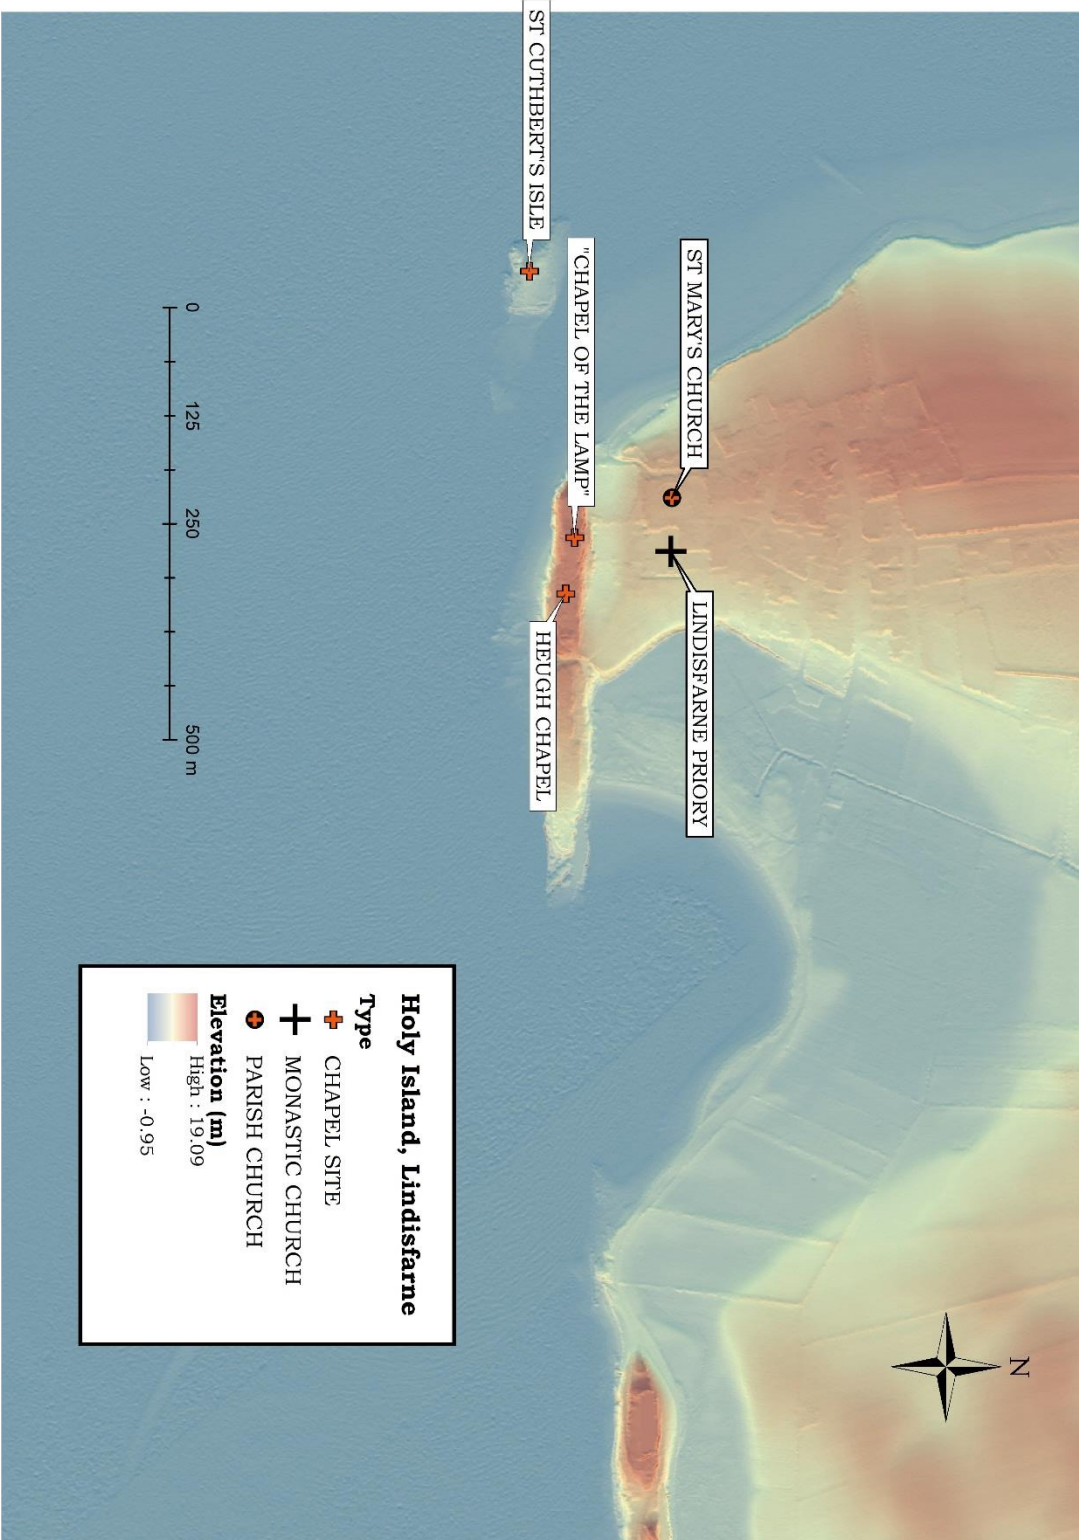 ST CUTHBERT'S ISLE
"CHAPEL OF THE LAMP"
ST MARY'S CHURCH
LINDISFARNE PRIORY
HEUGH CHAPEL
0 125 250 500 m
N
Holy Island, Lindisfarne
Type
CHAPEL SITE
MONASTIC CHURCH
PARISH CHURCH
Elevation (m)
High : 19.09
Low : -0.95